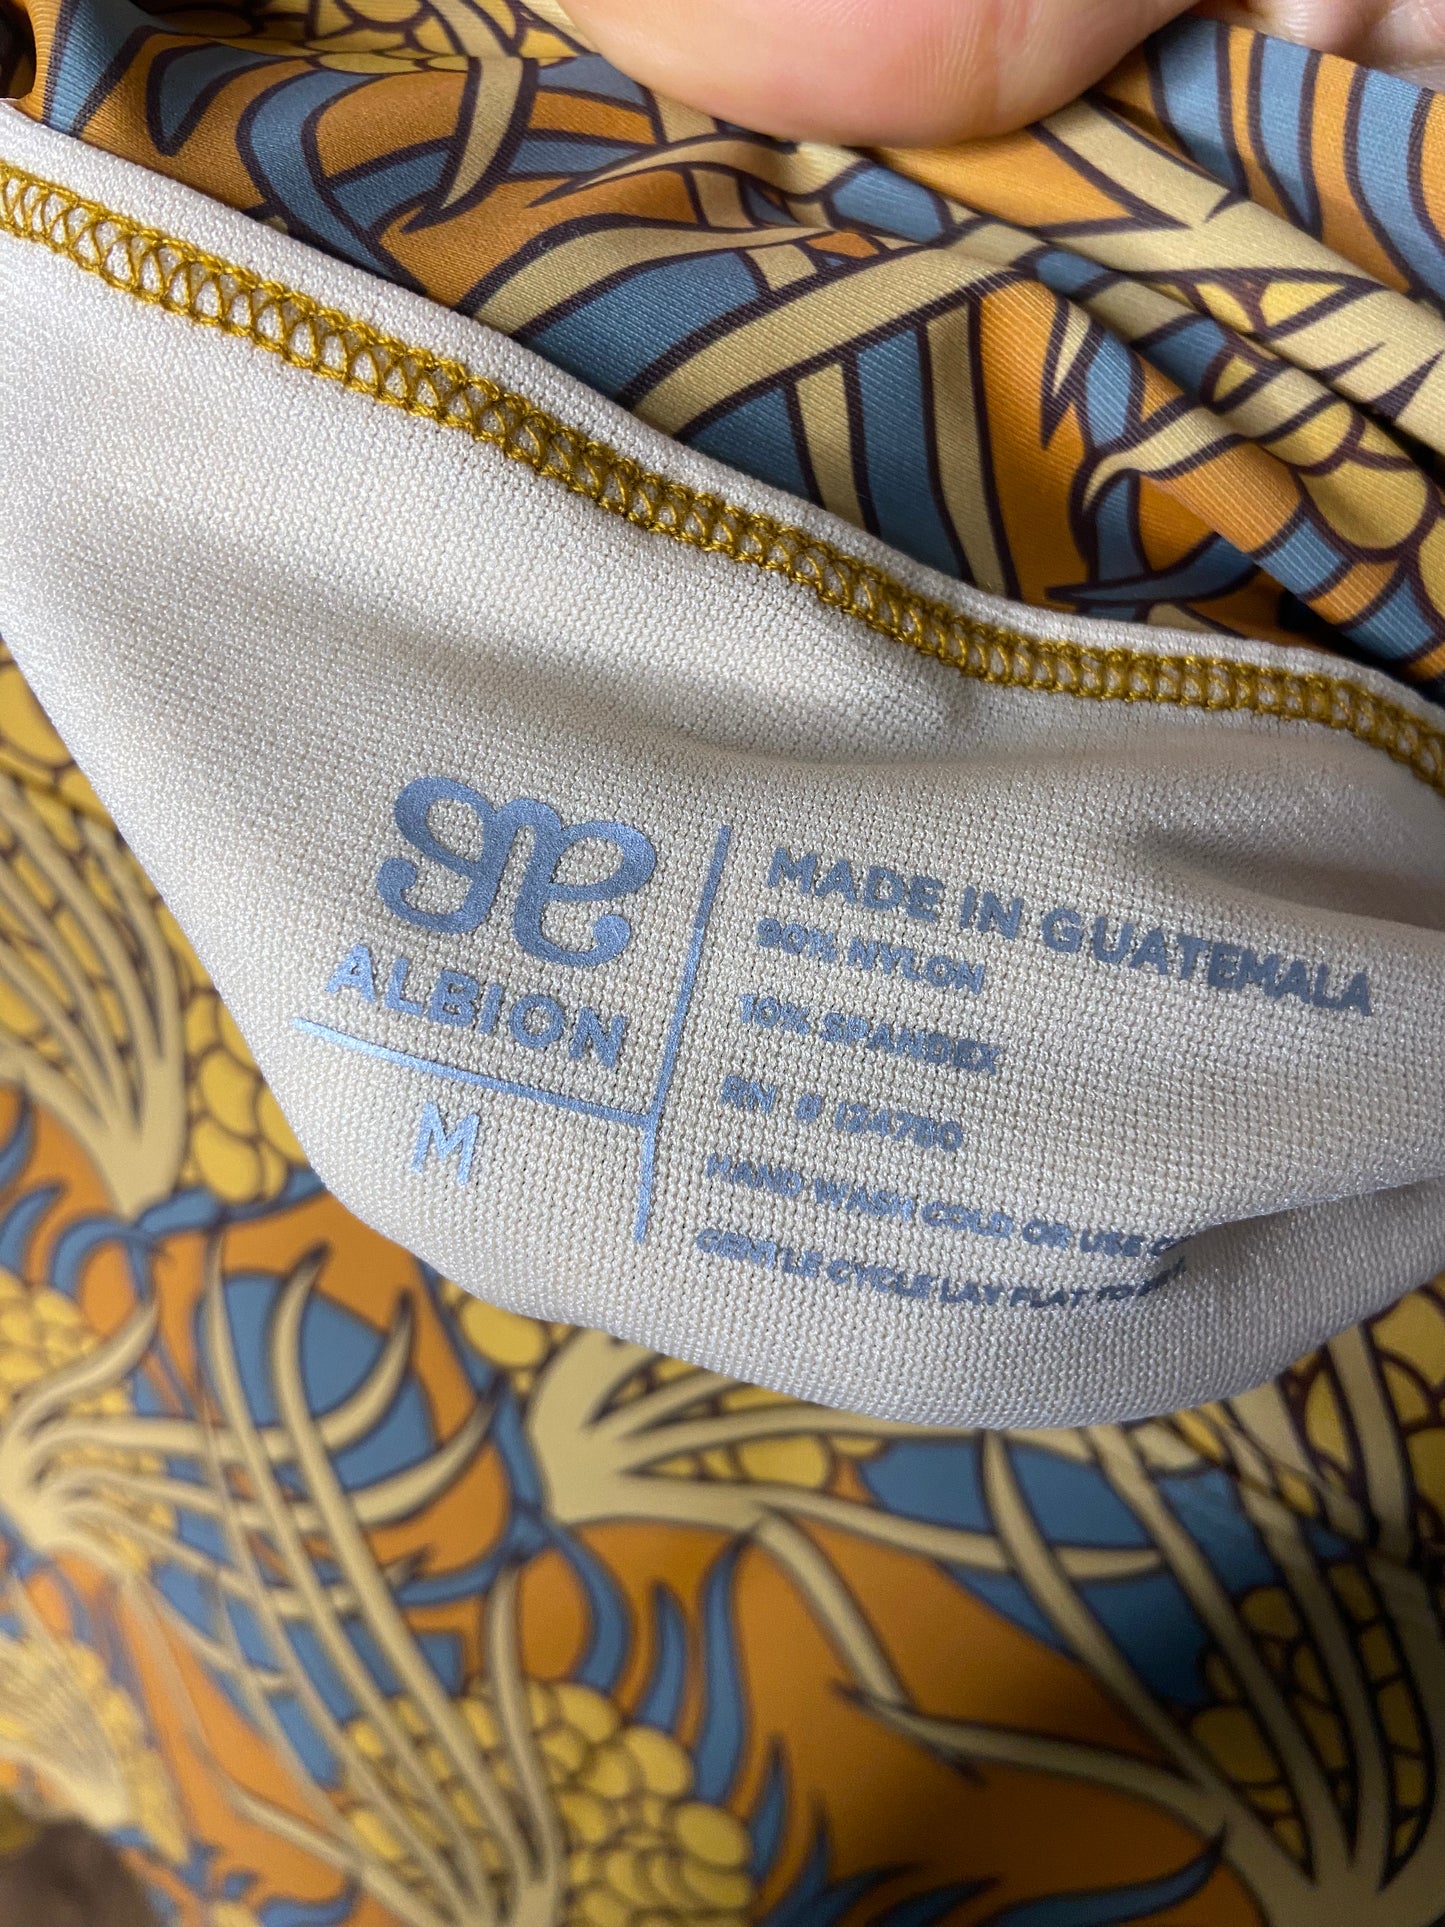 ALBION
M
MADE IN GUATEMALA
90% NYLON
10% SPANDEX
RN # 134750
HAND WASH COLD OR USE
GENTLE CYCLE LAY FLAT TO